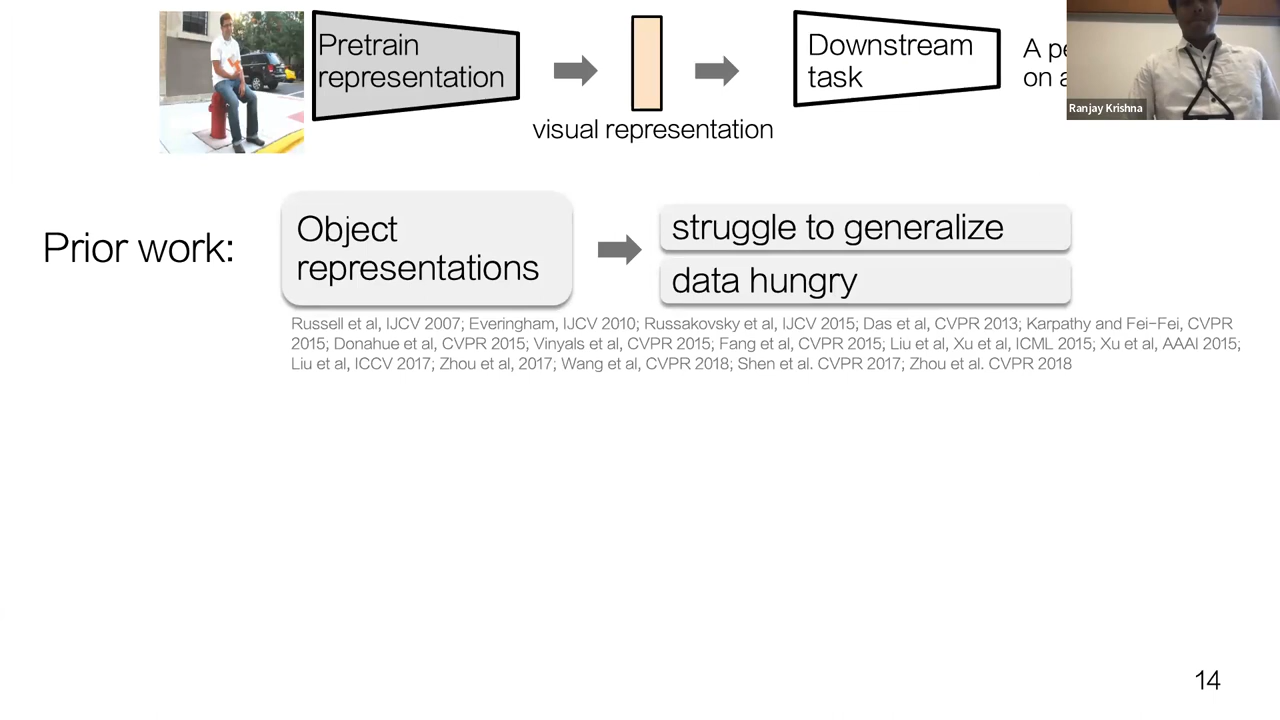 Pretrain
representation
visual representation
Downstream
task
A
on a
Ranjay Krishna
Prior work:
Object
representations
struggle to generalize
data hungry
Russell et al, IJCV 2007; Everingham, IJCV 2010; Russakovsky et al, IJCV 2015; Das et al, CVPR 2013; Karpathy and Fei-Fei, CVPR
2015; Donahue et al, CVPR 2015; Vinyals et al, CVPR 2015; Fang et al, CVPR 2015; Liu et al, Xu et al, ICML 2015; Xu et al, AAAI 2015;
Liu et al, ICCV 2017; Zhou et al, 2017; Wang et al, CVPR 2018; Shen et al. CVPR 2017; Zhou et al. CVPR 2018
14